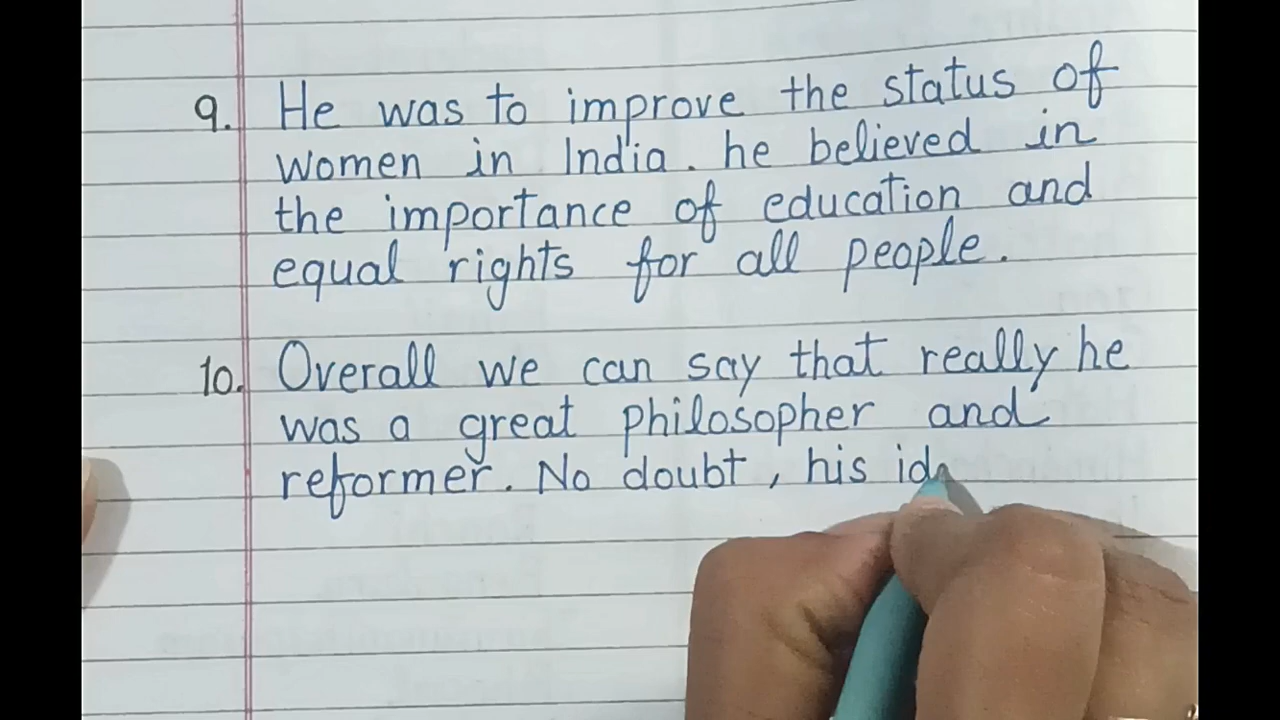 9. He was to improve the status of
women in India. he believed in
the importance of education and
equal rights for all people.
10. Overall we can say that really he
was a great philosopher and
reformer. No doubt, his id